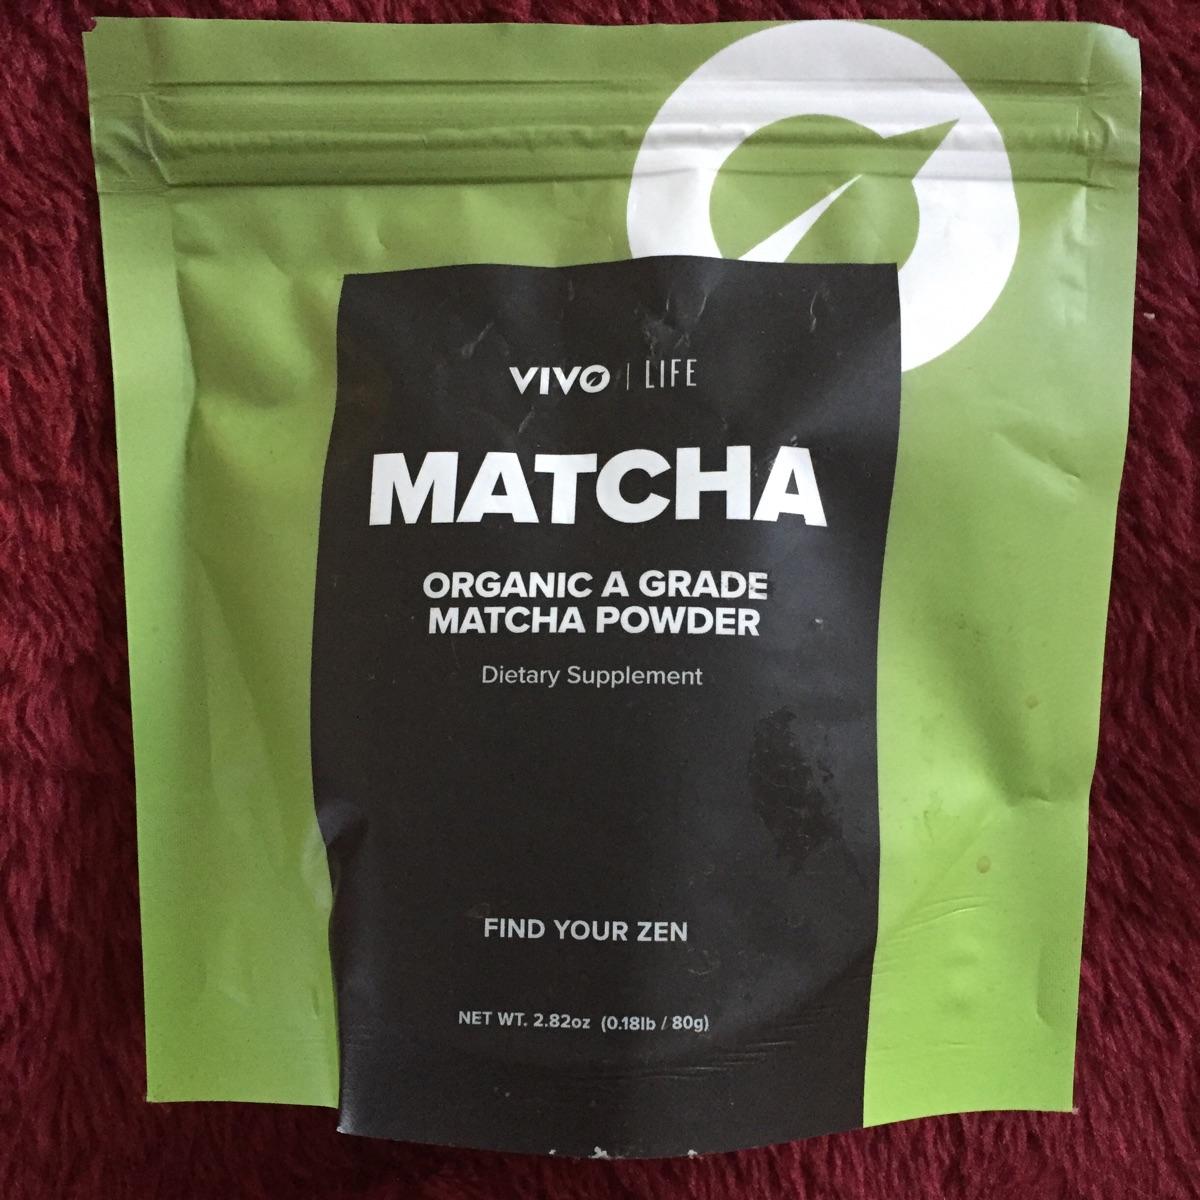 VIVO | LIFE
MATCHA
ORGANIC A GRADE
MATCHA POWDER
Dietary Supplement
FIND YOUR ZEN
NET WT. 2.82oz (0.18lb / 80g)